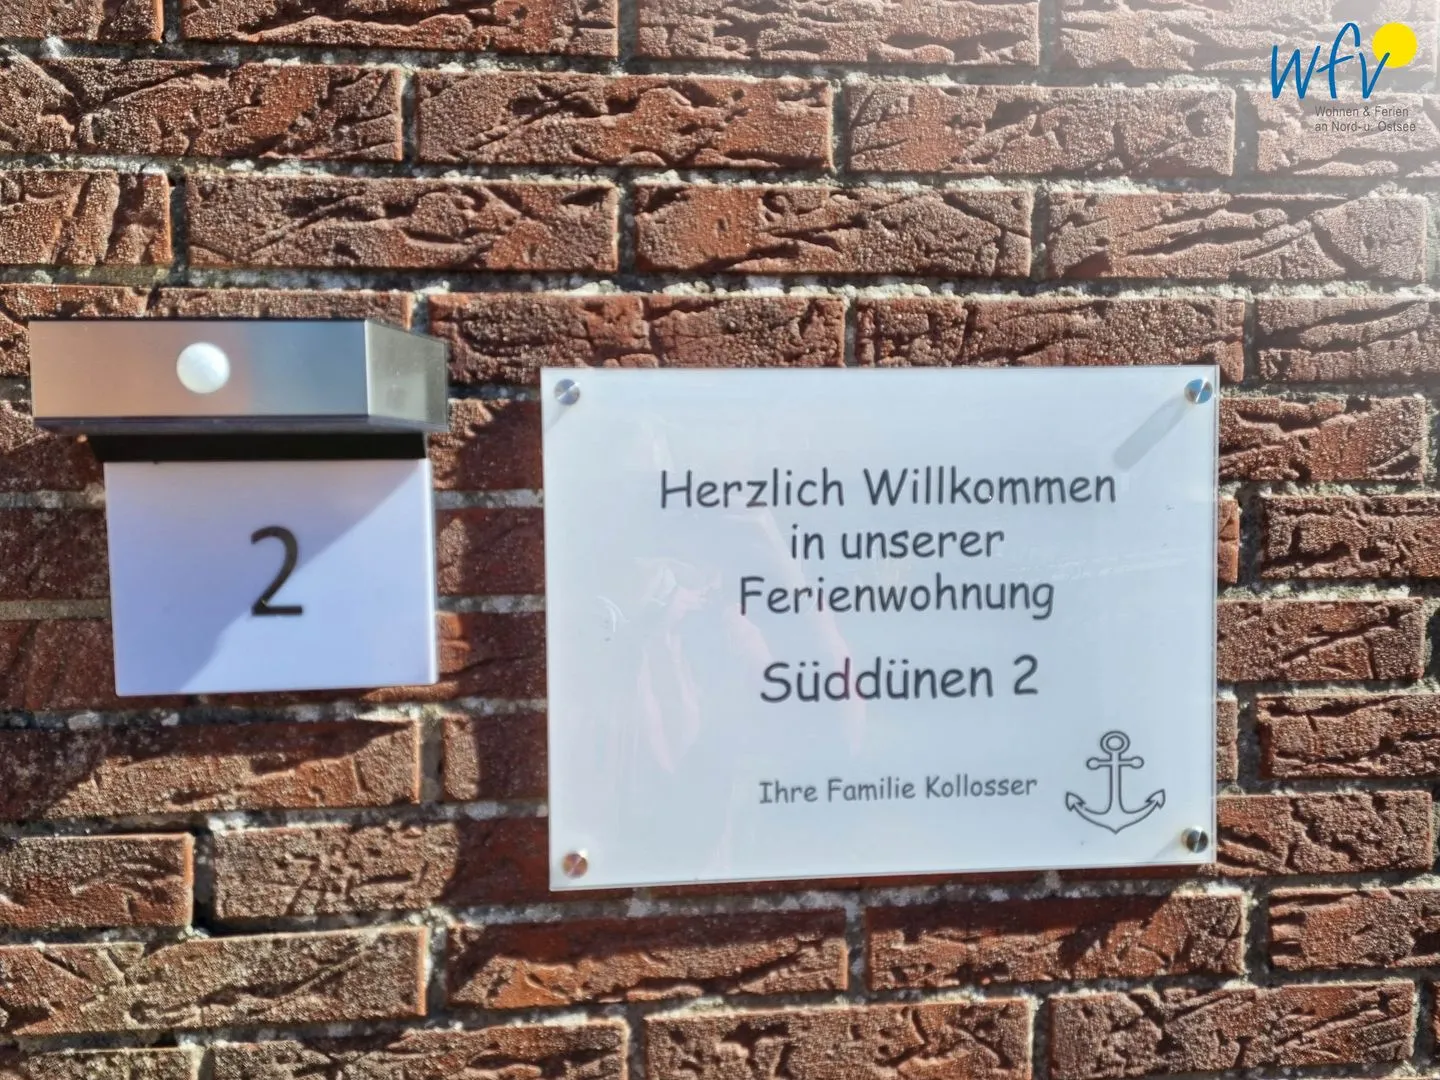 wfv
Wohnen & Ferien
an Nord- u. Ostsee
2
Herzlich Willkommen
in unserer
Ferienwohnung
Süddünen 2
Ihre Familie Kollosser